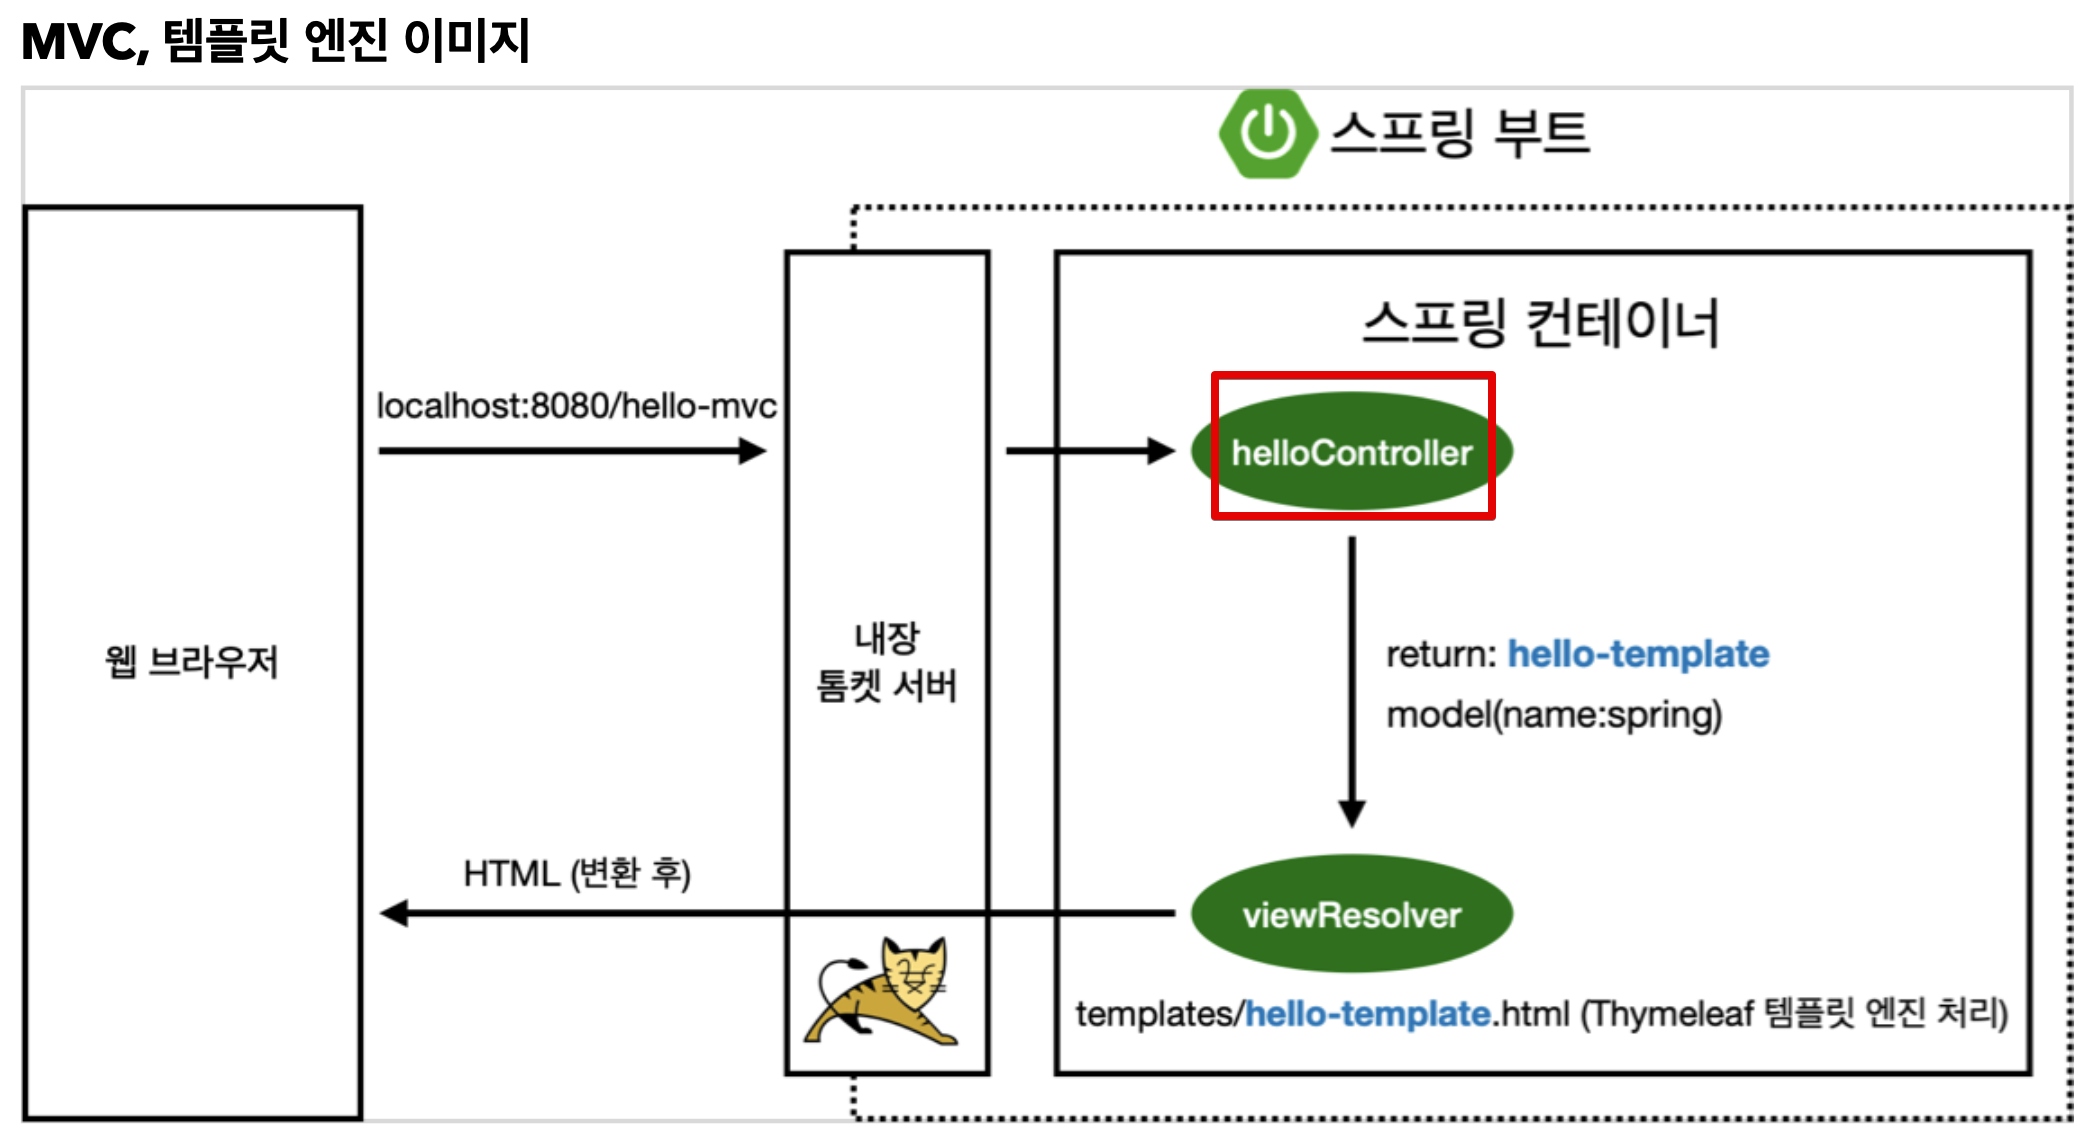 MVC, 템플릿 엔진 이미지
스프링 부트
스프링 컨테이너
localhost:8080/hello-mvc
helloController
웹 브라우저
내장
톰켓 서버
return: hello-template
model(name:spring)
HTML (변환 후)
viewResolver
templates/hello-template.html (Thymeleaf 템플릿 엔진 처리)